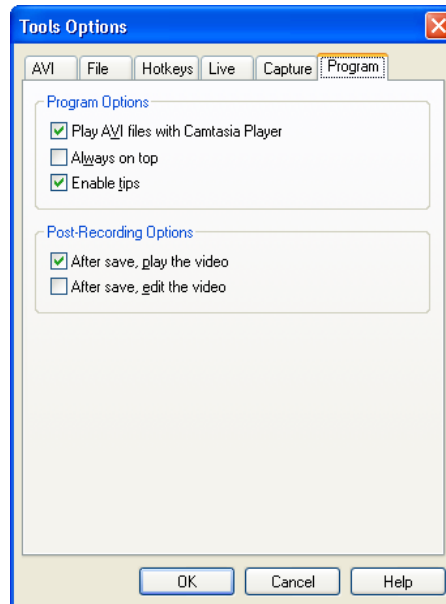 Tools Options
AVI File Hotkeys Live Capture Program
Program Options
Play AVI files with Camtasia Player
Always on top
Enable tips
Post-Recording Options
After save, play the video
After save, edit the video
OK Cancel Help